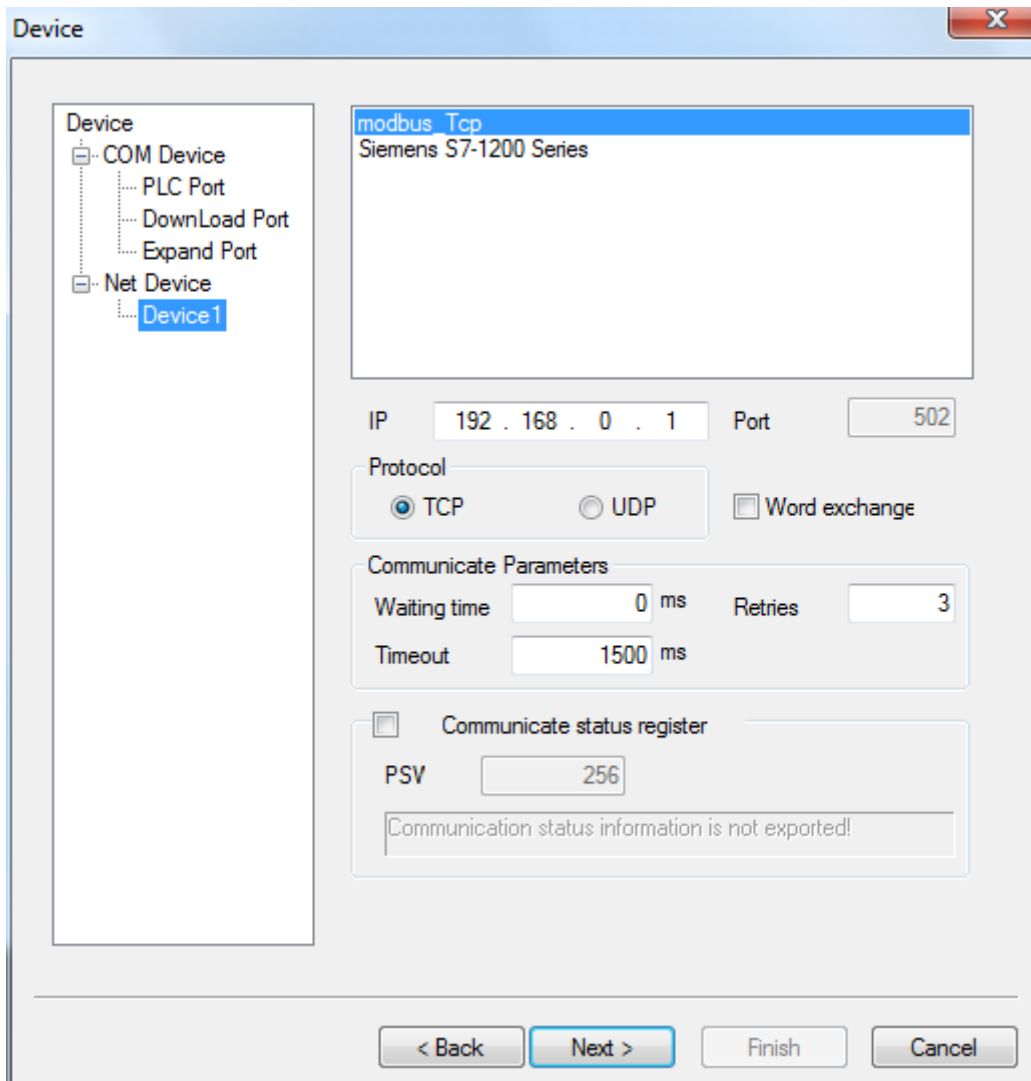 Device
Device
COM Device
PLC Port
DownLoad Port
Expand Port
Net Device
Device1
modbus_Tcp
Siemens S7-1200 Series
IP 192 . 168 . 0 . 1 Port 502
Protocol
TCP UDP Word exchange
Communicate Parameters
Waiting time 0 ms Retries 3
Timeout 1500 ms
Communicate status register
PSV 256
Communication status information is not exported!
< Back Next > Finish Cancel